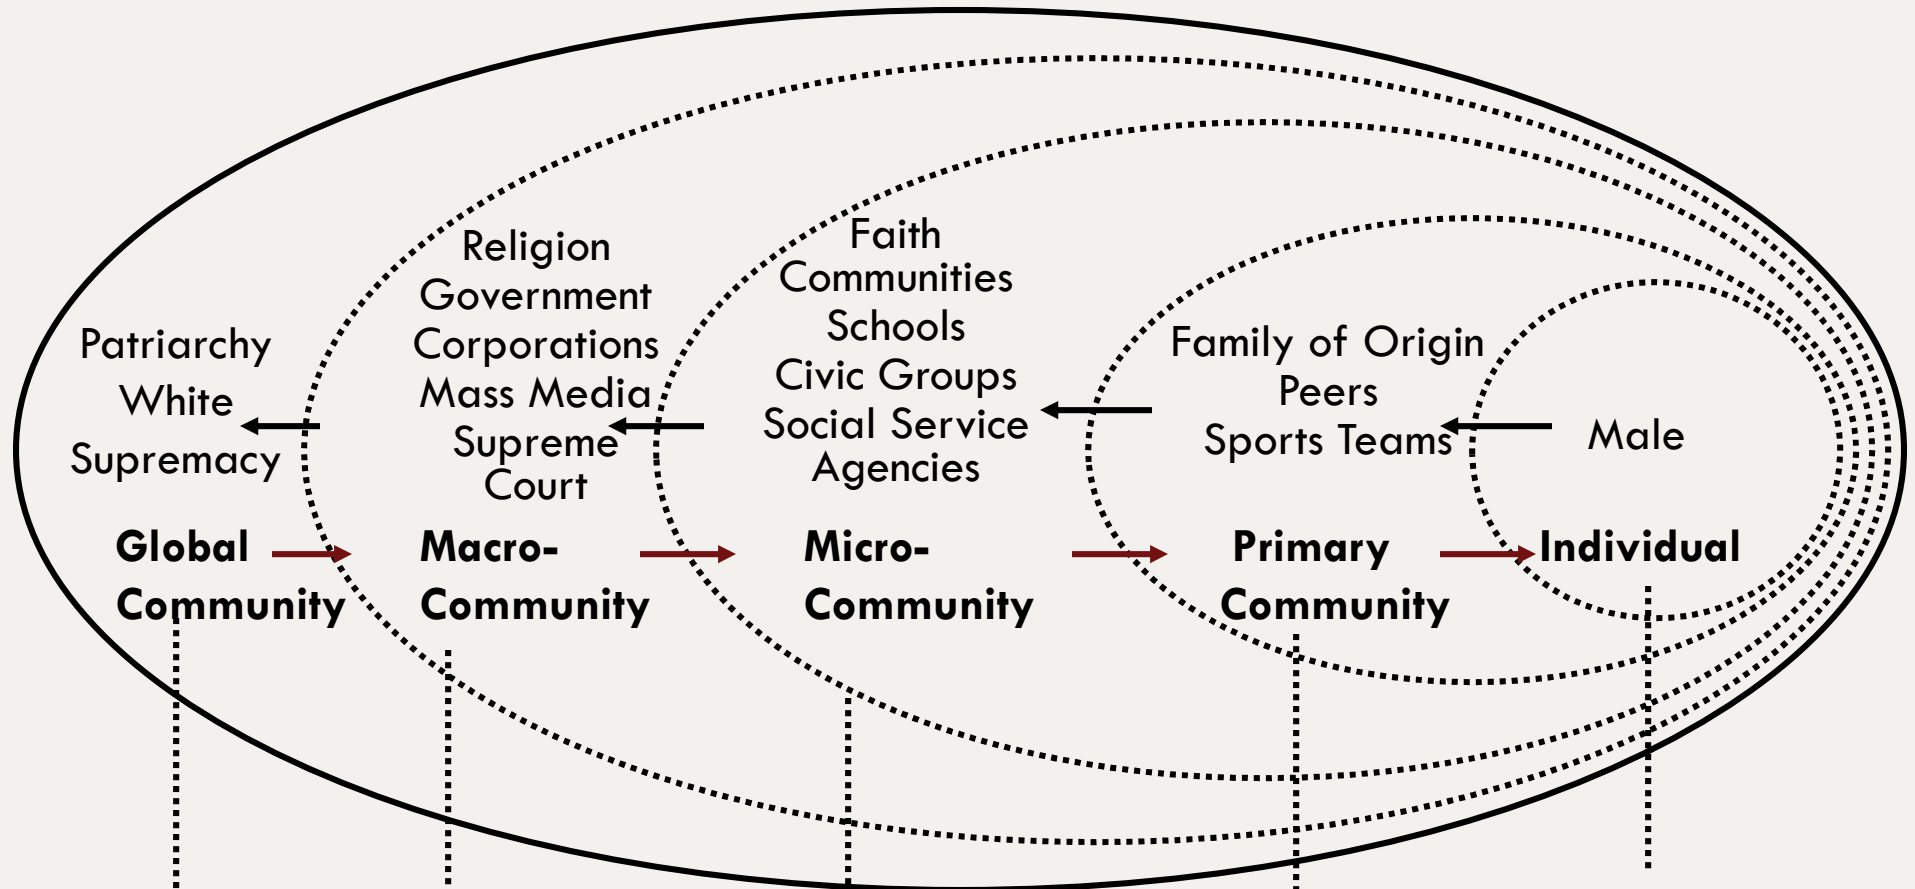 Patriarchy
White
Supremacy
Global
Community
Religion
Government
Corporations
Mass Media
Supreme
Court
Macro-
Community
Faith
Communities
Schools
Civic Groups
Social Service
Agencies
Micro-
Community
Family of Origin
Peers
Sports Teams
Primary
Community
Male
Individual